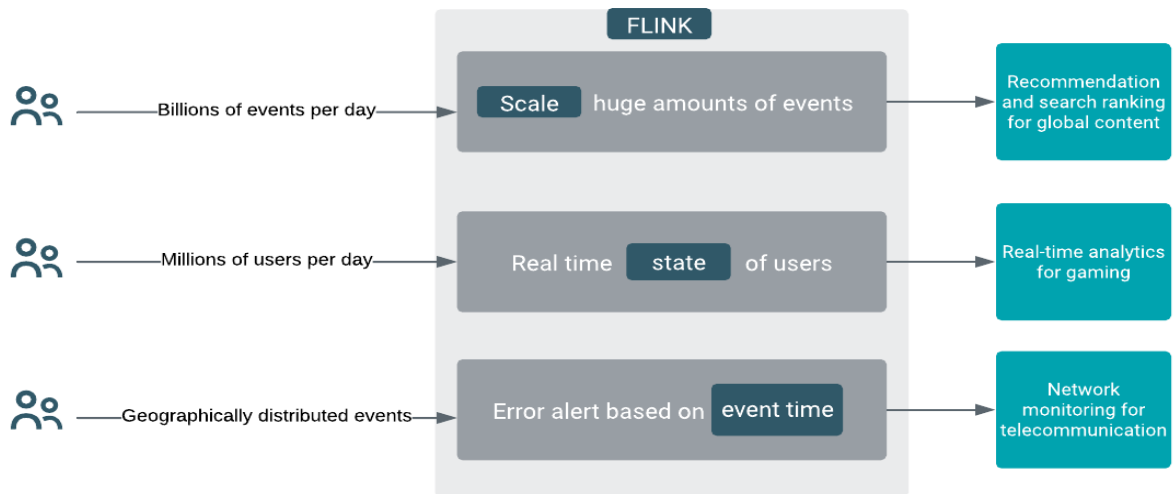 FLINK
Billions of events per day
Scale huge amounts of events
Recommendation
and search ranking
for global content
Millions of users per day
Real time state of users
Real-time analytics
for gaming
Geographically distributed events
Error alert based on event time
Network
monitoring for
telecommunication